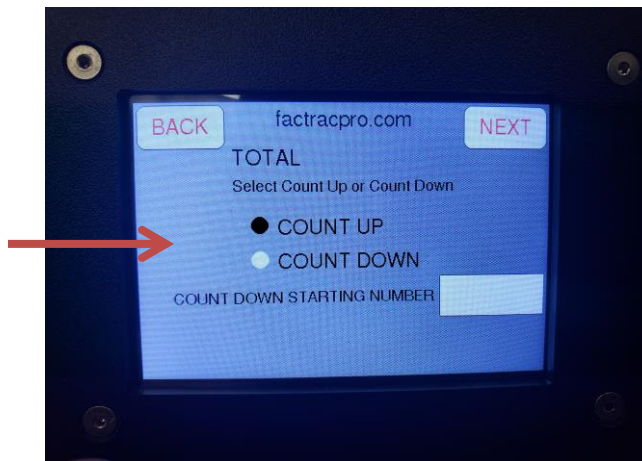 BACK
factracpro.com
NEXT
TOTAL
Select Count Up or Count Down
COUNT UP
COUNT DOWN
COUNT DOWN STARTING NUMBER